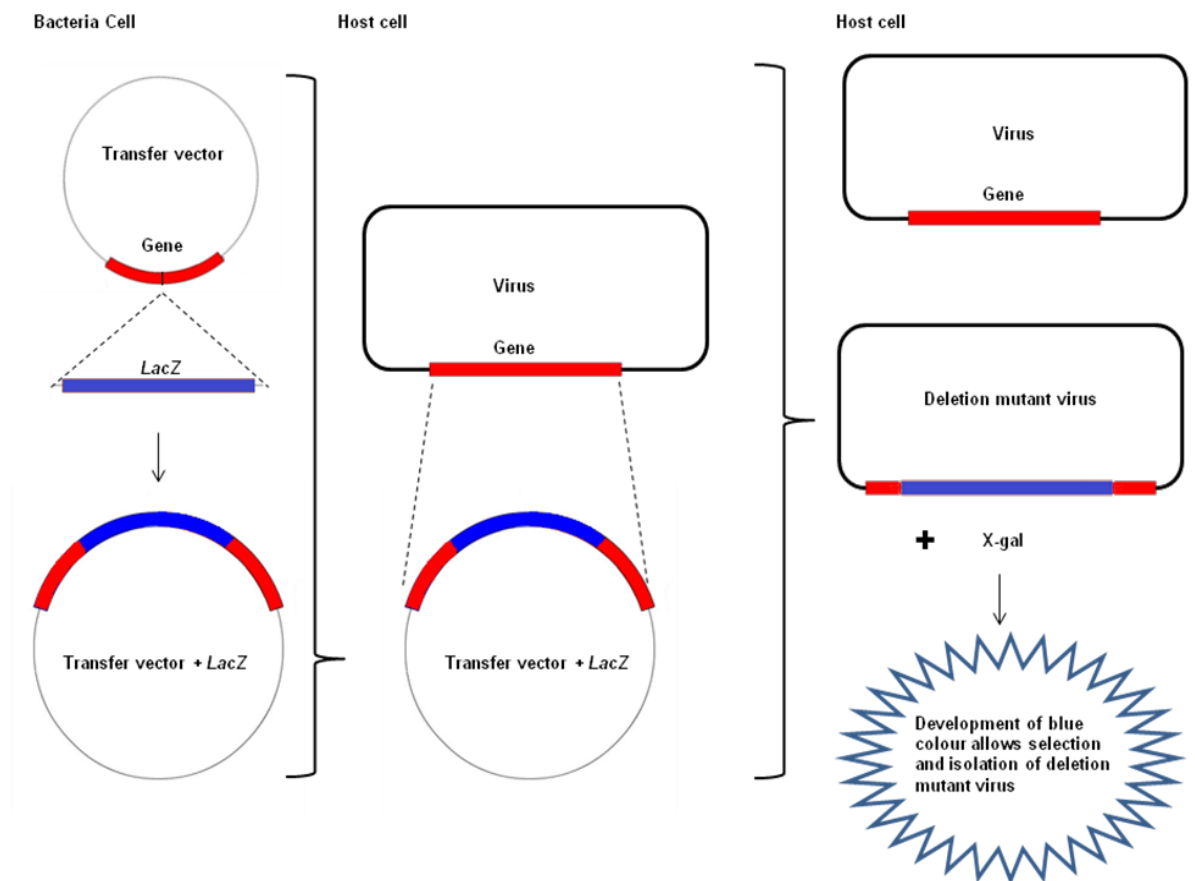 Bacteria Cell
Host cell
Host cell
Transfer vector
Gene
LacZ
Transfer vector + LacZ
Virus
Gene
Transfer vector + LacZ
Virus
Gene
Deletion mutant virus
+ X-gal
Development of blue
colour allows selection
and isolation of deletion
mutant virus